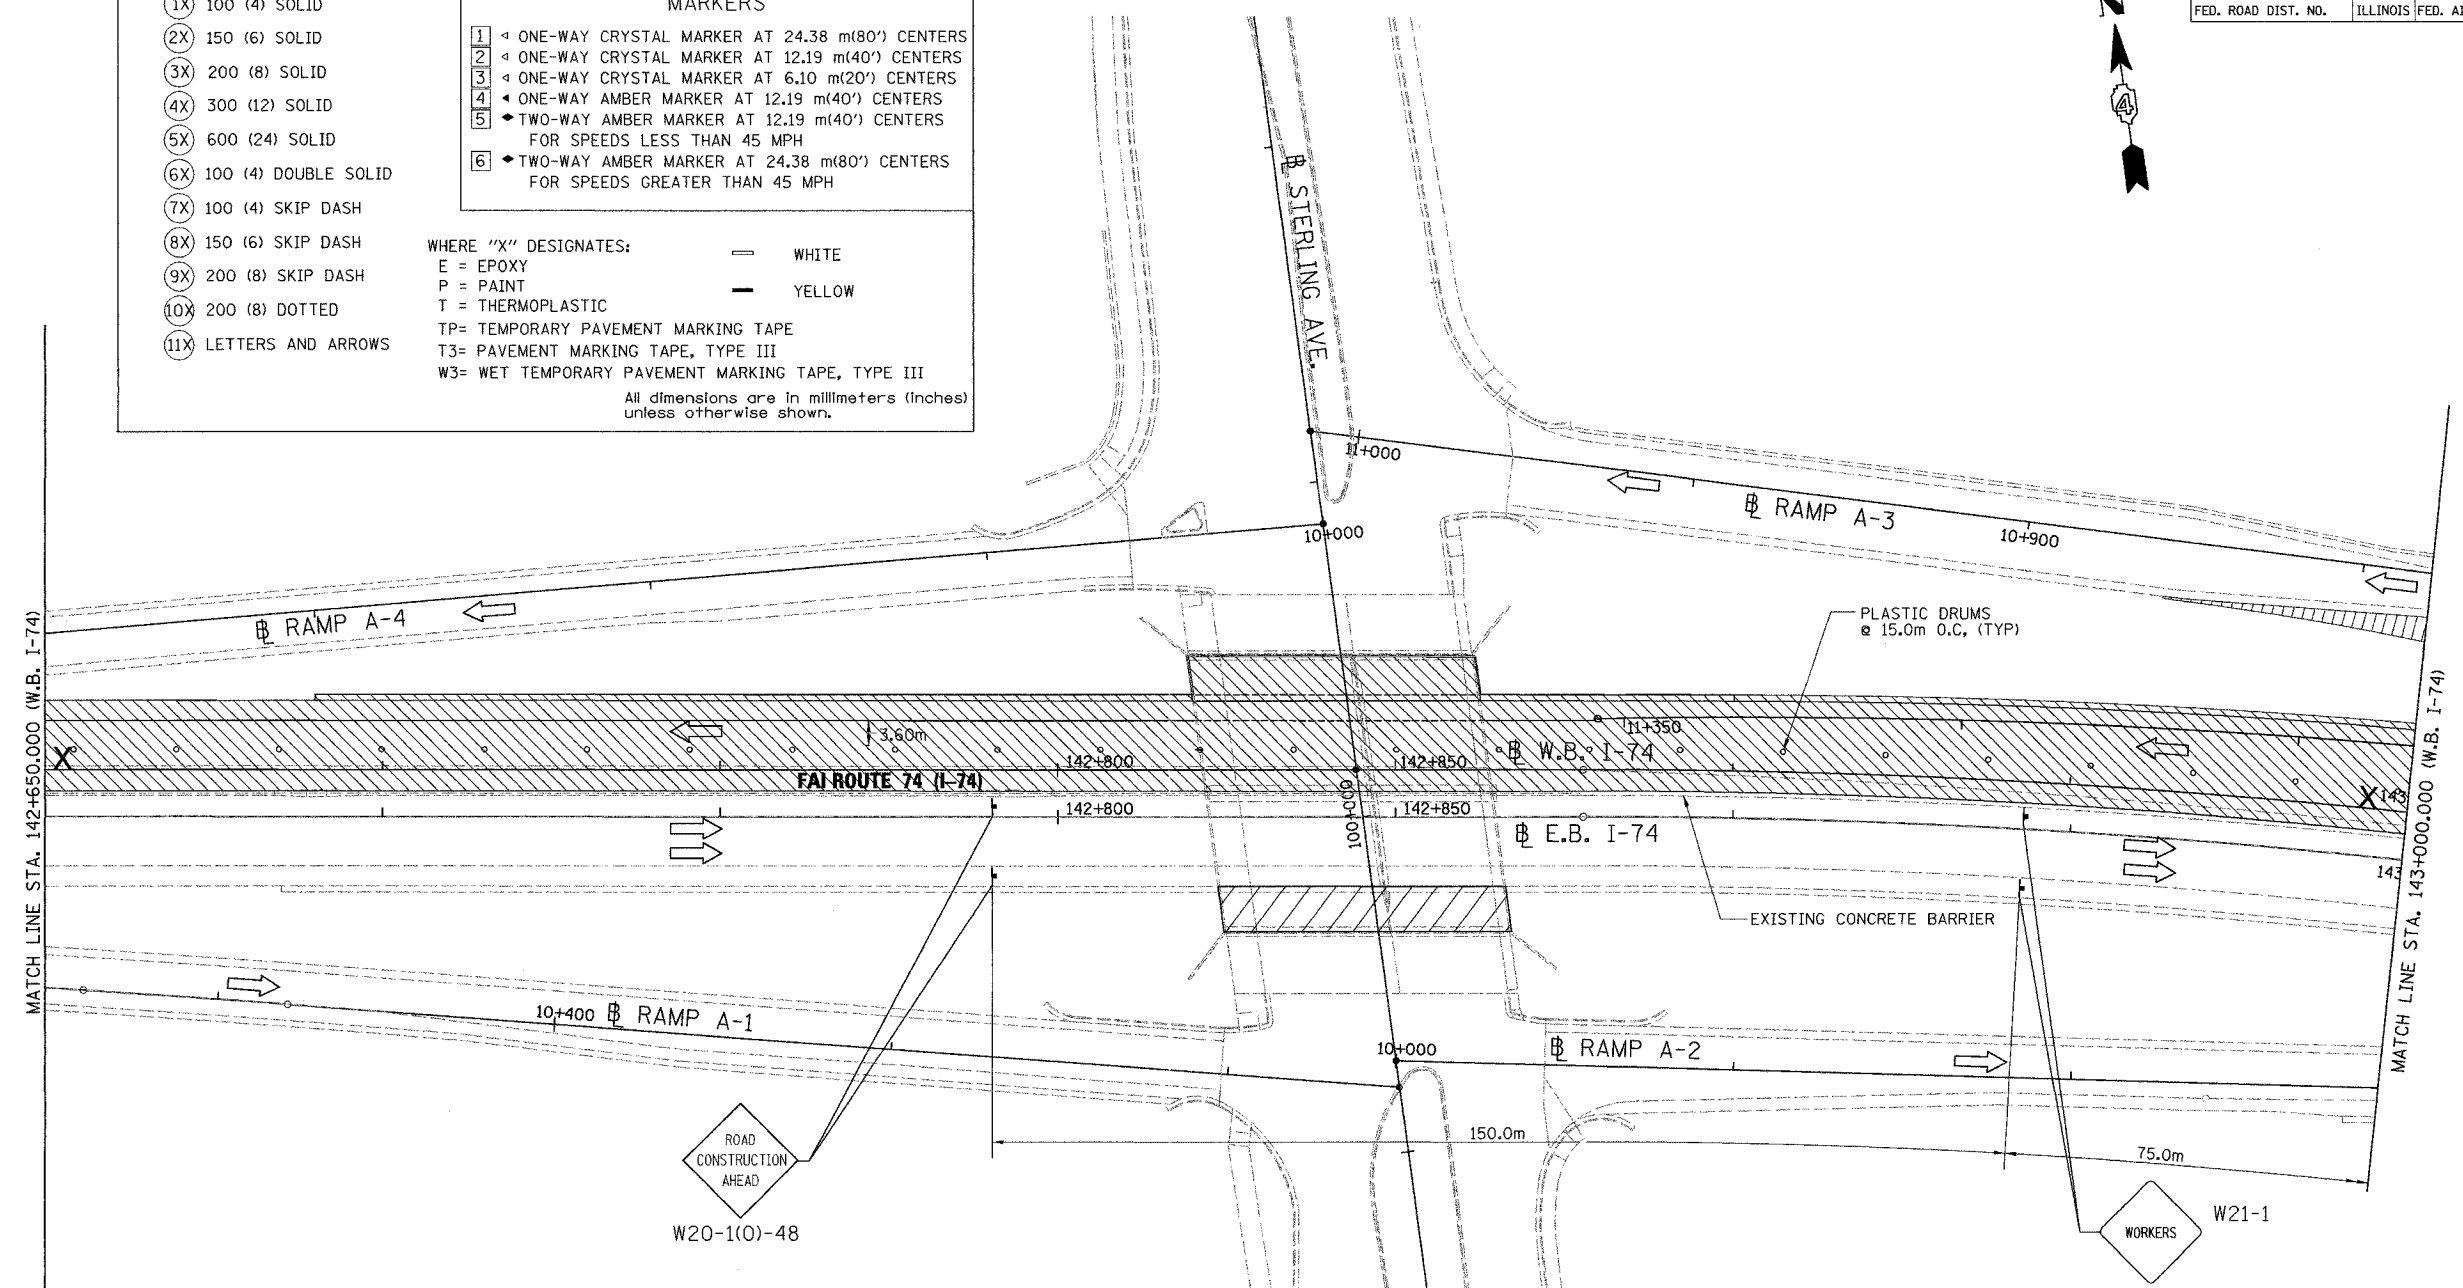 1X 100 (4) SOLID
2X 150 (6) SOLID
3X 200 (8) SOLID
4X 300 (12) SOLID
5X 600 (24) SOLID
6X 100 (4) DOUBLE SOLID
7X 100 (4) SKIP DASH
8X 150 (6) SKIP DASH
9X 200 (8) SKIP DASH
10X 200 (8) DOTTED
11X LETTERS AND ARROWS
MARKERS
1 ONE-WAY CRYSTAL MARKER AT 24.38 m(80') CENTERS
2 ONE-WAY CRYSTAL MARKER AT 12.19 m(40') CENTERS
3 ONE-WAY CRYSTAL MARKER AT 6.10 m(20') CENTERS
4 ONE-WAY AMBER MARKER AT 12.19 m(40') CENTERS
5 TWO-WAY AMBER MARKER AT 12.19 m(40') CENTERS
FOR SPEEDS LESS THAN 45 MPH
6 TWO-WAY AMBER MARKER AT 24.38 m(80') CENTERS
FOR SPEEDS GREATER THAN 45 MPH
WHERE "X" DESIGNATES:
E = EPOXY
P = PAINT
T = THERMOPLASTIC
TP= TEMPORARY PAVEMENT MARKING TAPE
T3= PAVEMENT MARKING TAPE, TYPE III
W3= WET TEMPORARY PAVEMENT MARKING TAPE, TYPE III
WHITE
YELLOW
All dimensions are in millimeters (inches)
unless otherwise shown.
FED. ROAD DIST. NO. ILLINOIS FED. AI
N
4
℄ STERLING AVE.
11+000
℄ RAMP A-3
10+900
10+000
℄ RAMP A-4
PLASTIC DRUMS
@ 15.0m O.C. (TYP)
MATCH LINE STA. 142+650.000 (W.B. I-74)
MATCH LINE STA. 143+000.000 (W.B. I-74)
X
3.60m
11+350
℄ W.B. I-74
142+800
142+850
FAI ROUTE 74 (I-74)
X 143
100+000
142+800
142+850
℄ E.B. I-74
143
EXISTING CONCRETE BARRIER
10+400
℄ RAMP A-1
10+000
℄ RAMP A-2
150.0m
75.0m
ROAD
CONSTRUCTION
AHEAD
W20-1(O)-48
WORKERS
W21-1